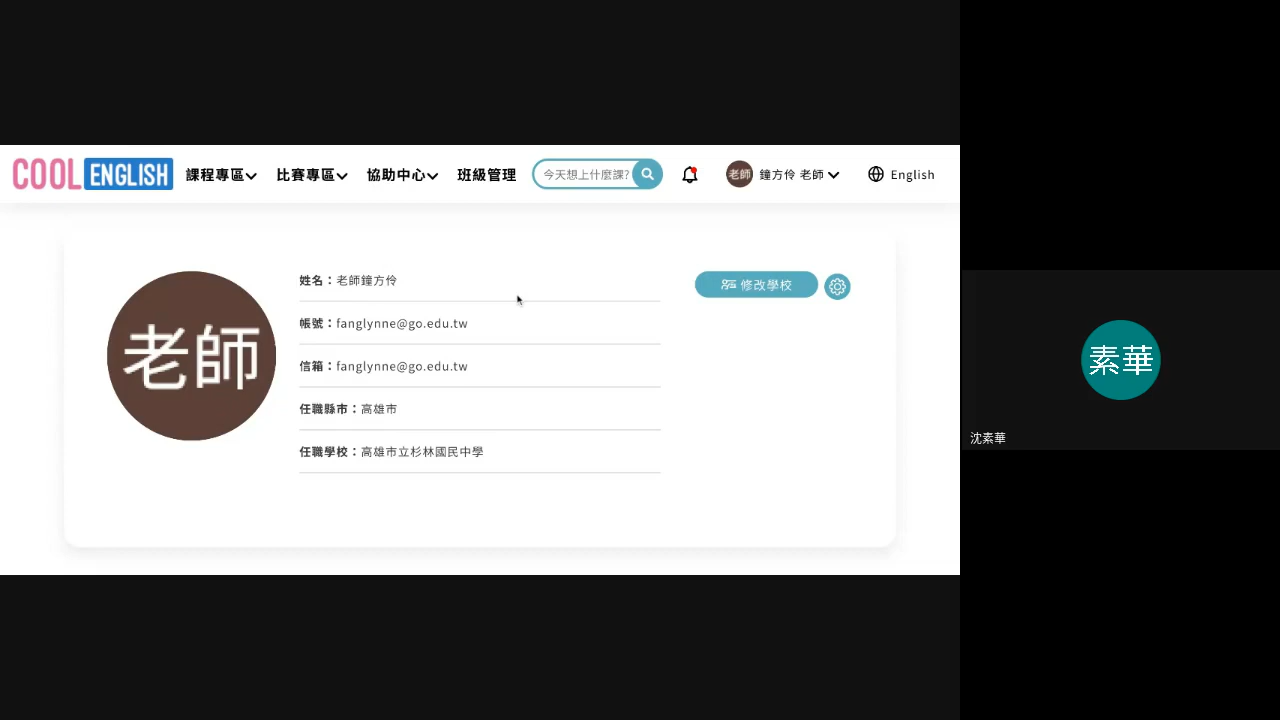 COOL ENGLISH 課程專區 比賽專區 協助中心 班級管理 今天想上什麼課? 老師 鐘方伶 老師 English
老師
姓名：老師鐘方伶
修改學校
帳號：fanglynne@go.edu.tw
信箱：fanglynne@go.edu.tw
任職縣市：高雄市
任職學校：高雄市立杉林國民中學
素華
沈素華